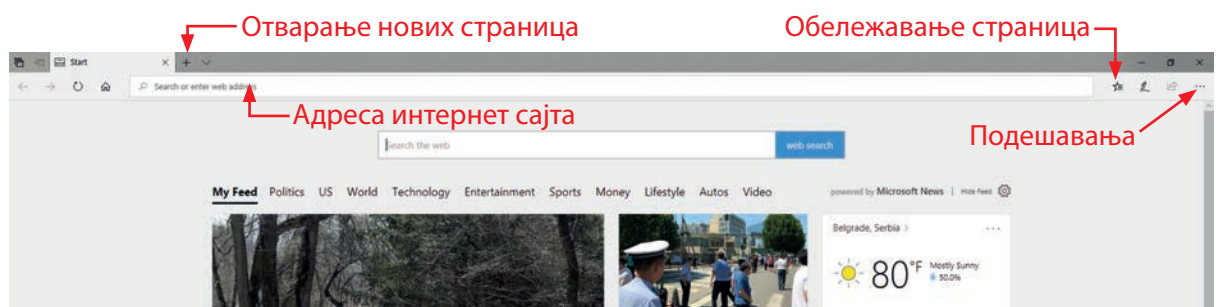 Отварање нових страница
Обележавање страница
Start
Search or enter web address
Адреса интернет сајта
Подешавања
Search the web
web search
My Feed Politics US World Technology Entertainment Sports Money Lifestyle Autos Video
powered by Microsoft News | Hide Feed
Belgrade, Serbia >
80°F Mostly Sunny
50.0%